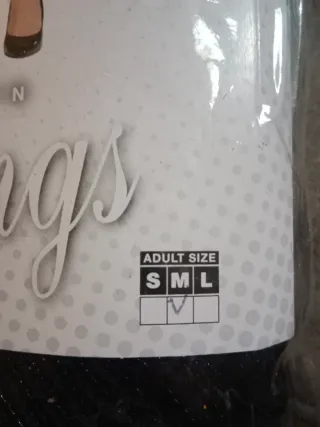 N
ngs
ADULT SIZE
S M L